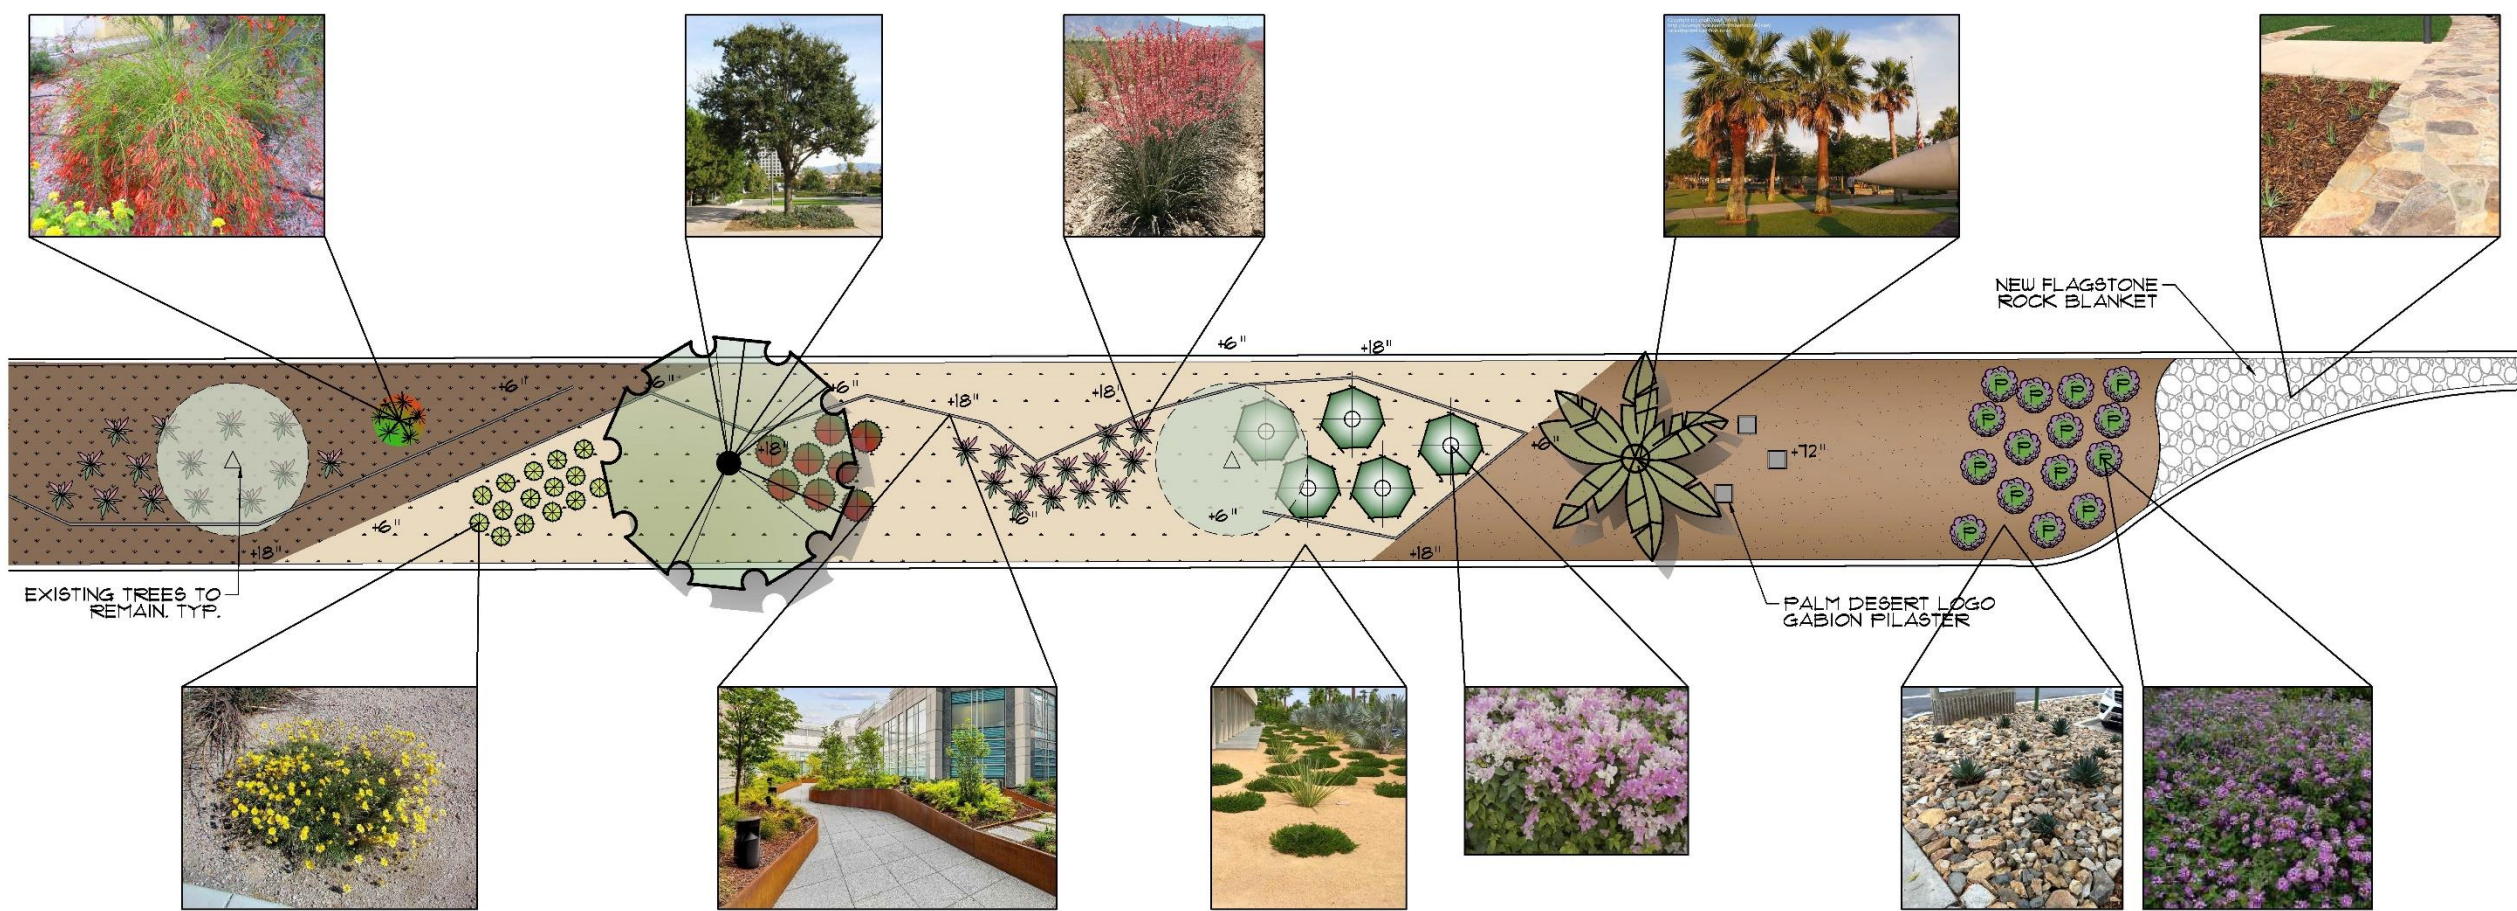 NEW FLAGSTONE
ROCK BLANKET
+6"
+18"
+6"
+6"
+6"
+18'
+18"
+18"
+6"
+72"
+6"
+6"
+6"
+18"
+18"
EXISTING TREES TO
REMAIN. TYP.
PALM DESERT LOGO
GABION PILASTER
P
P
P
P
P
P
P
P
P
P
R
P
P
P
P